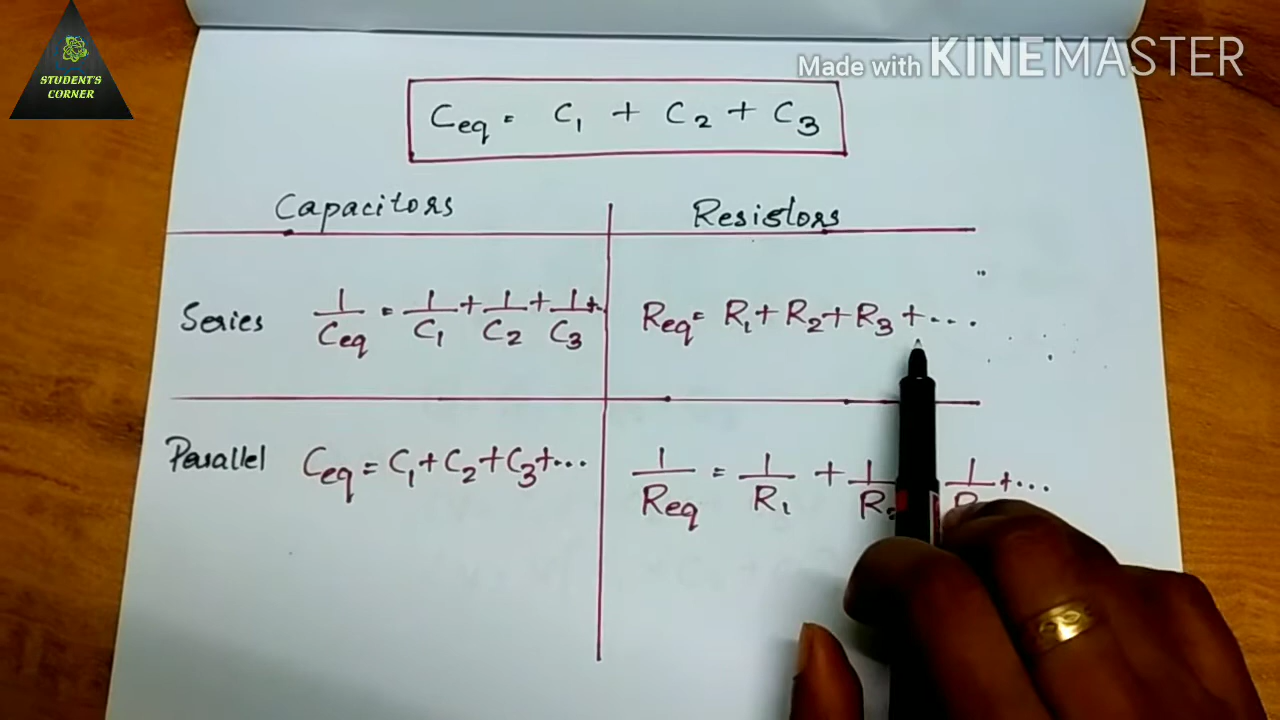 STUDENT'S
CORNER
Made with KINEMASTER
Ceq = C1 + C2 + C3
Capacitors Resistors
Series 1/Ceq = 1/C1 + 1/C2 + 1/C3 + Req = R1 + R2 + R3 + ...
Parallel Ceq = C1 + C2 + C3 + ... 1/Req = 1/R1 + 1/R 1/R + ...